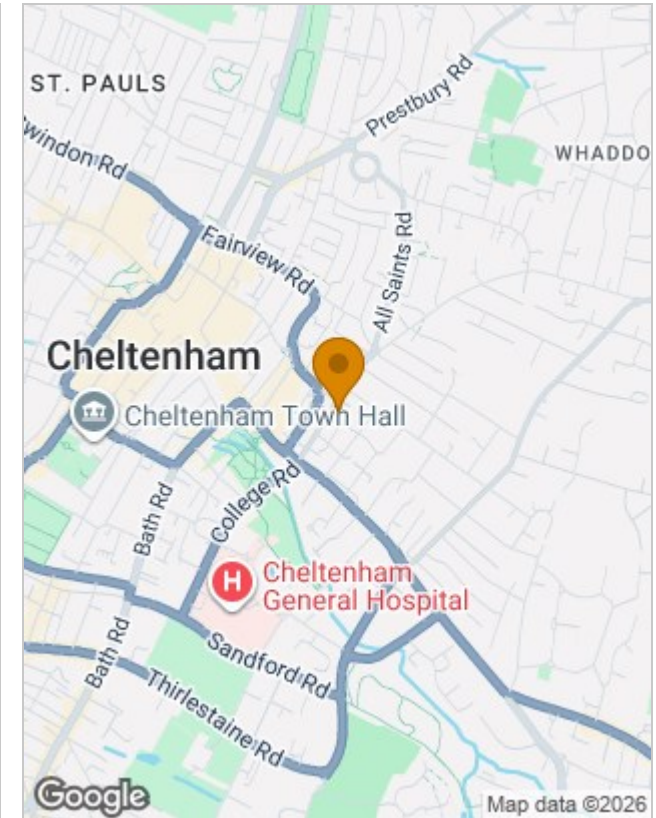 ST. PAULS
Prestbury Rd
Swindon Rd
WHADDO
Fairview Rd
All Saints Rd
Cheltenham
Cheltenham Town Hall
College Rd
Bath Rd
H
Cheltenham
General Hospital
Sandford Rd
Bath Rd
Thirlestaine Rd
Google
Map data ©2026